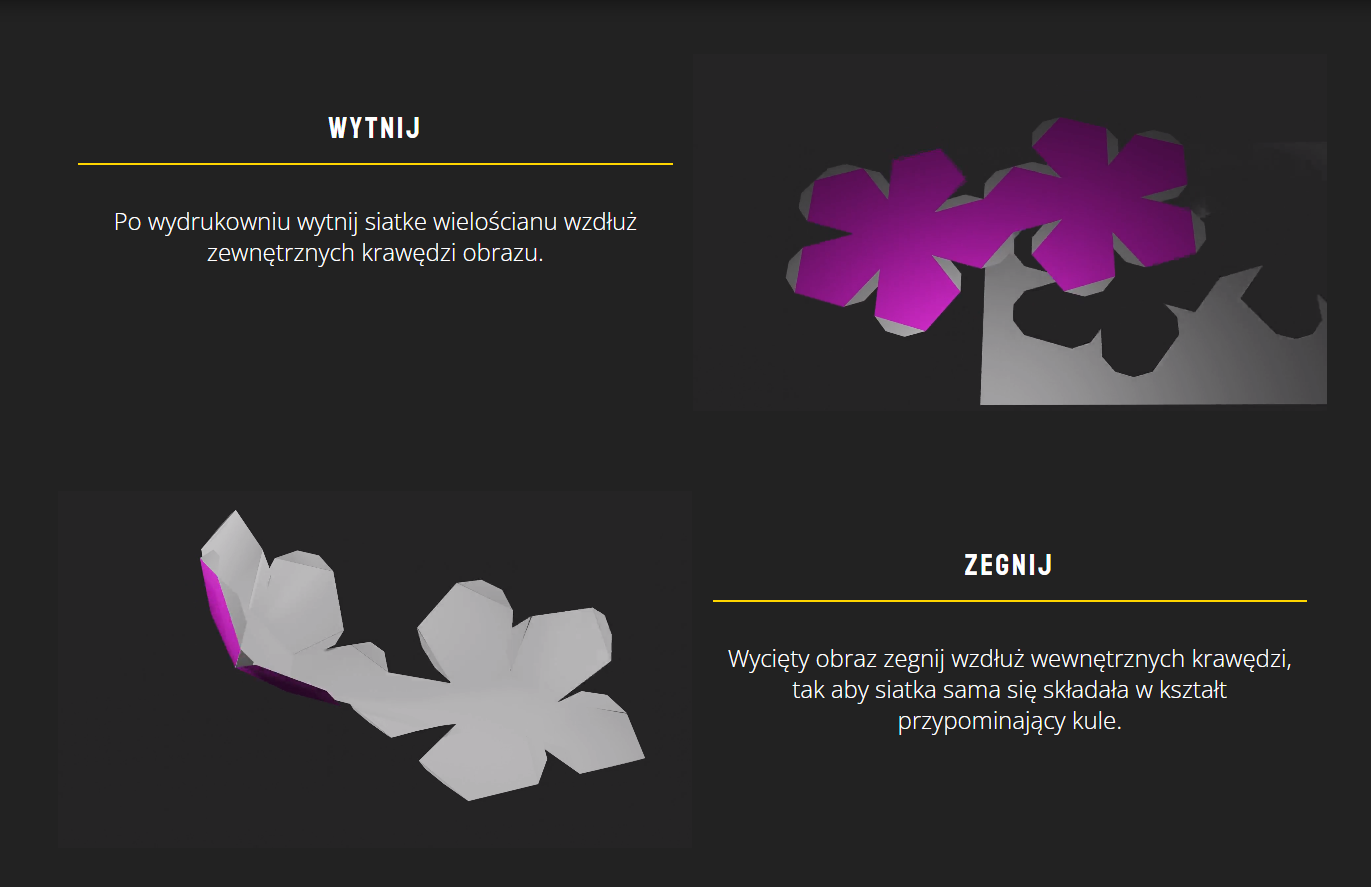 WYTNIJ
Po wydrukowniu wytnij siatke wielościanu wzdłuż
zewnętrznych krawędzi obrazu.
ZEGNIJ
Wycięty obraz zegnij wzdłuż wewnętrznych krawędzi,
tak aby siatka sama się składała w kształt
przypominający kule.